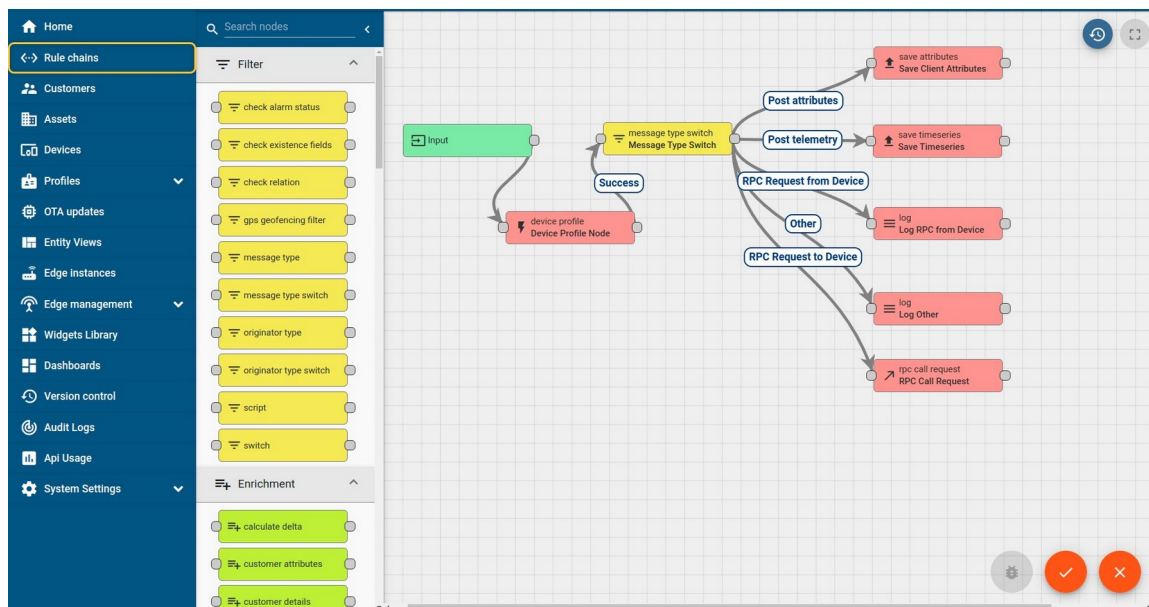 Home
Rule chains
Customers
Assets
Devices
Profiles
OTA updates
Entity Views
Edge instances
Edge management
Widgets Library
Dashboards
Version control
Audit Logs
Api Usage
System Settings
Search nodes
Filter
check alarm status
check existence fields
check relation
gps geofencing filter
message type
message type switch
originator type
originator type switch
script
switch
Enrichment
calculate delta
customer attributes
customer details
Input
device profile
Device Profile Node
Success
message type switch
Message Type Switch
Post attributes
Post telemetry
RPC Request from Device
Other
RPC Request to Device
save attributes
Save Client Attributes
save timeseries
Save Timeseries
log
Log RPC from Device
log
Log Other
rpc call request
RPC Call Request